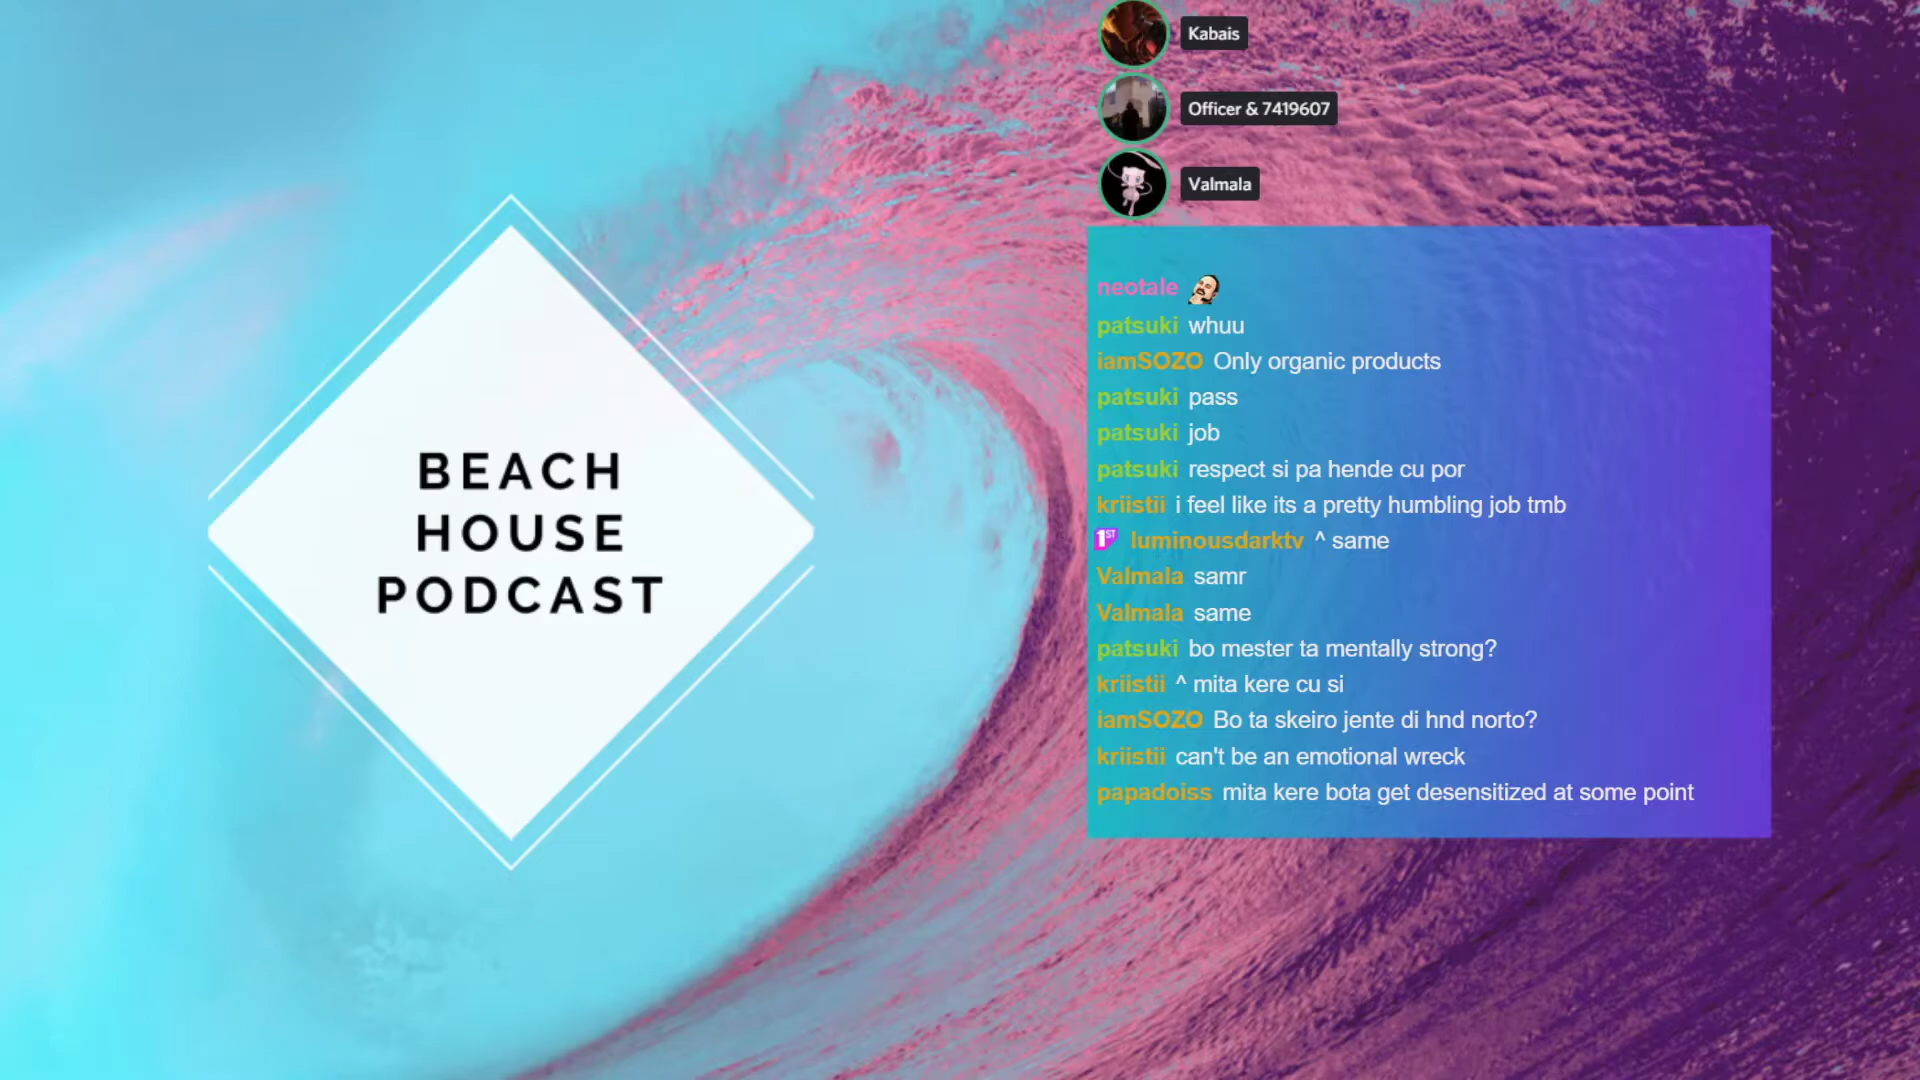 Kabais
Officer & 7419607
Valmala
BEACH
HOUSE
PODCAST
neotale
patsuki whuu
iamSOZO Only organic products
patsuki pass
patsuki job
patsuki respect si pa hende cu por
kriistii i feel like its a pretty humbling job tmb
1ST luminousdarktv ^ same
Valmala samr
Valmala same
patsuki bo mester ta mentally strong?
kriistii ^ mita kere cu si
iamSOZO Bo ta skeiro jente di hnd norto?
kriistii can't be an emotional wreck
papadoiss mita kere bota get desensitized at some point